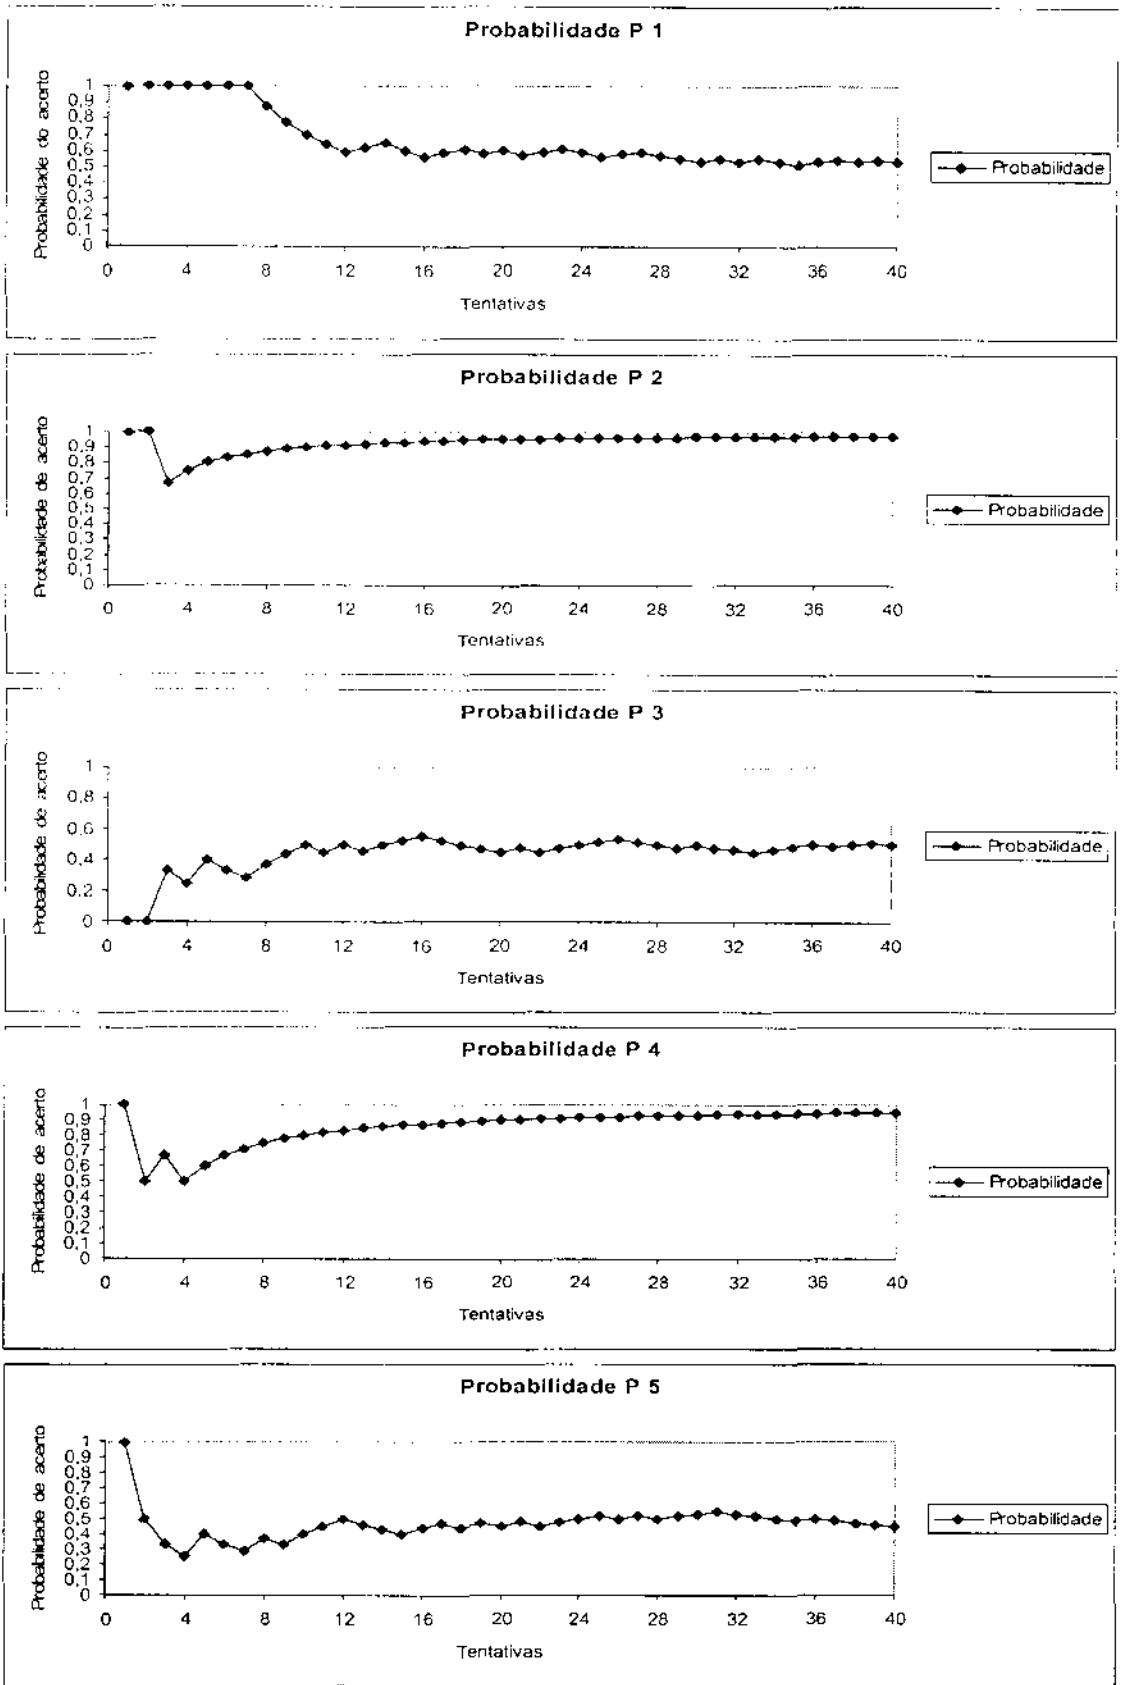 Probabilidade P 1
Probabilidade do acerto
1
0,9
0,8
0,7
0,6
0,5
0,4
0,3
0,2
0,1
0
0 4 8 12 16 20 24 28 32 36 40
Tentativas
Probabilidade
Probabilidade P 2
Probabilidade de acerto
1
0,9
0,8
0,7
0,6
0,5
0,4
0,3
0,2
0,1
0
0 4 8 12 16 20 24 28 32 36 40
Tentativas
Probabilidade
Probabilidade P 3
Probabilidade de acerto
1
0,8
0,6
0,4
0,2
0
0 4 8 12 16 20 24 28 32 36 40
Tentativas
Probabilidade
Probabilidade P 4
Probabilidade de acerto
1
0,9
0,8
0,7
0,6
0,5
0,4
0,3
0,2
0,1
0
0 4 8 12 16 20 24 28 32 36 40
Tentativas
Probabilidade
Probabilidade P 5
Probabilidade de acerto
1
0,9
0,8
0,7
0,6
0,5
0,4
0,3
0,2
0,1
0
0 4 8 12 16 20 24 28 32 36 40
Tentativas
Probabilidade